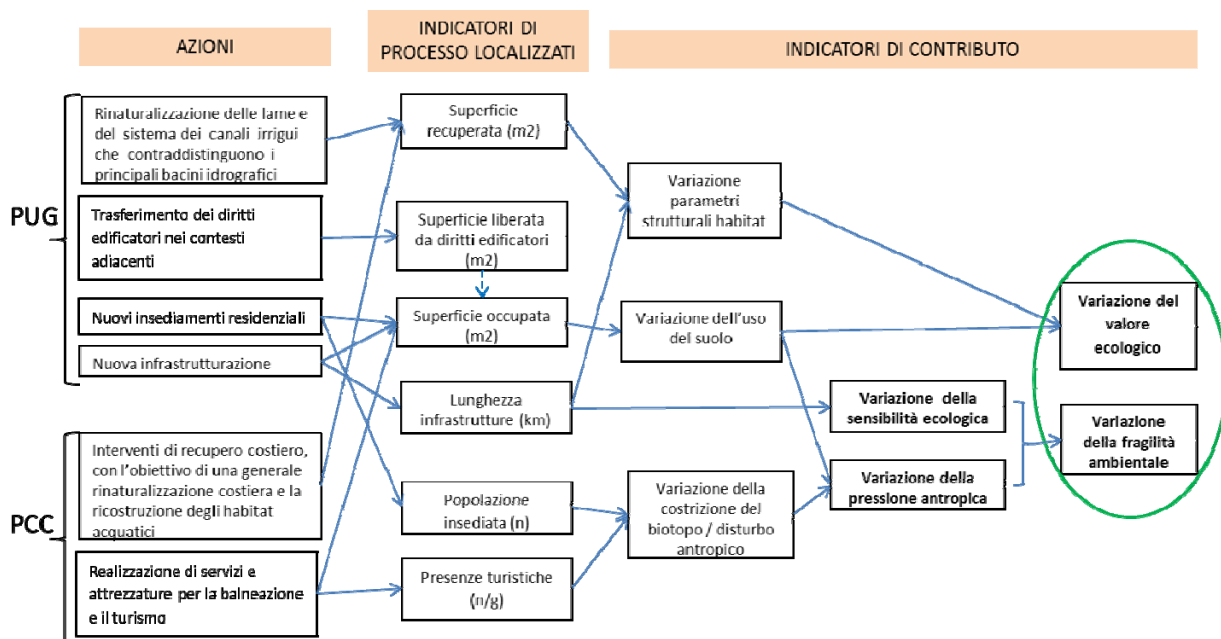 AZIONI
INDICATORI DI
PROCESSO LOCALIZZATI
INDICATORI DI CONTRIBUTO
PUG
Rinaturalizzazione delle lame e
del sistema dei canali irrigui
che contraddistinguono i
principali bacini idrografici
Trasferimento dei diritti
edificatori nei contesti
adiacenti
Nuovi insediamenti residenziali
Nuova infrastrutturazione
PCC
Interventi di recupero costiero,
con l'obiettivo di una generale
rinaturalizzazione costiera e la
ricostruzione degli habitat
acquatici
Realizzazione di servizi e
attrezzature per la balneazione
e il turismo
Superficie
recuperata (m2)
Superficie liberata
da diritti edificatori
(m2)
Superficie occupata
(m2)
Lunghezza
infrastrutture (km)
Popolazione
insediata (n)
Presenze turistiche
(n/g)
Variazione
parametri
strutturali habitat
Variazione dell'uso
del suolo
Variazione della
costrizione del
biotopo / disturbo
antropico
Variazione della
sensibilità ecologica
Variazione della
pressione antropica
Variazione del
valore
ecologico
Variazione
della fragilità
ambientale